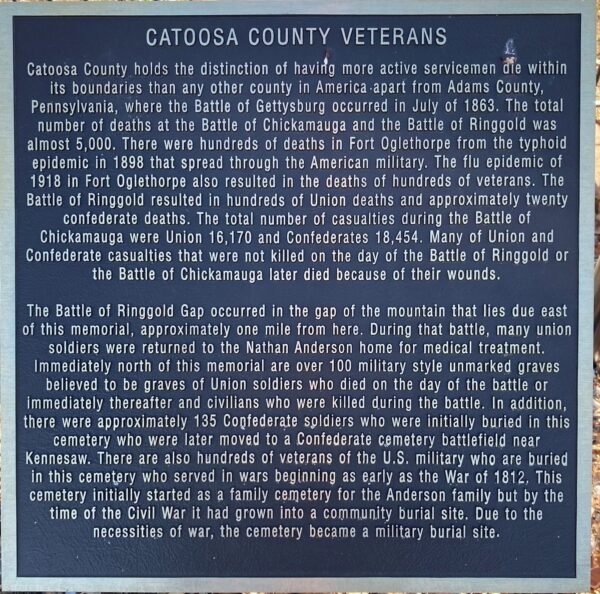 CATOOSA COUNTY VETERANS
Catoosa County holds the distinction of having more active servicemen die within
its boundaries than any other county in America apart from Adams County,
Pennsylvania, where the Battle of Gettysburg occurred in July of 1863. The total
number of deaths at the Battle of Chickamauga and the Battle of Ringgold was
almost 5,000. There were hundreds of deaths in Fort Oglethorpe from the typhoid
epidemic in 1898 that spread through the American military. The flu epidemic of
1918 in Fort Oglethorpe also resulted in the deaths of hundreds of veterans. The
Battle of Ringgold resulted in hundreds of Union deaths and approximately twenty
confederate deaths. The total number of casualties during the Battle of
Chickamauga were Union 16,170 and Confederates 18,454. Many of Union and
Confederate casualties that were not killed on the day of the Battle of Ringgold or
the Battle of Chickamauga later died because of their wounds.
The Battle of Ringgold Gap occurred in the gap of the mountain that lies due east
of this memorial, approximately one mile from here. During that battle, many union
soldiers were returned to the Nathan Anderson home for medical treatment.
Immediately north of this memorial are over 100 military style unmarked graves
believed to be graves of Union soldiers who died on the day of the battle or
immediately thereafter and civilians who were killed during the battle. In addition,
there were approximately 135 Confederate soldiers who were initially buried in this
cemetery who were later moved to a Confederate cemetery battlefield near
Kennesaw. There are also hundreds of veterans of the U.S. military who are buried
in this cemetery who served in wars beginning as early as the War of 1812. This
cemetery initially started as a family cemetery for the Anderson family but by the
time of the Civil War it had grown into a community burial site. Due to the
necessities of war, the cemetery became a military burial site.